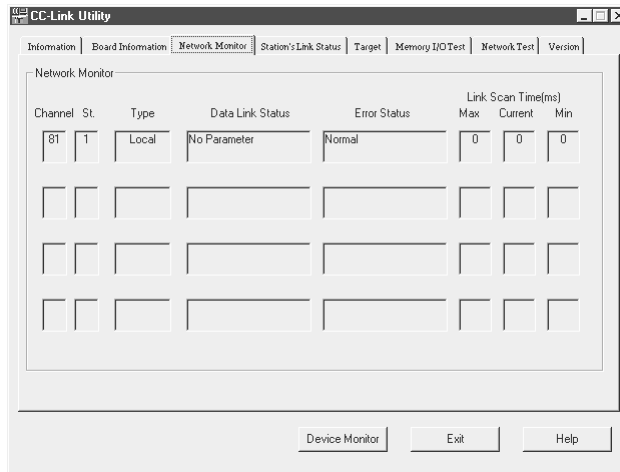 CC-Link Utility
Information Board Information Network Monitor Station's Link Status Target Memory I/O Test Network Test Version
Network Monitor
Link Scan Time(ms)
Channel St. Type Data Link Status Error Status Max Current Min
81 1 Local No Parameter Normal 0 0 0
Device Monitor Exit Help